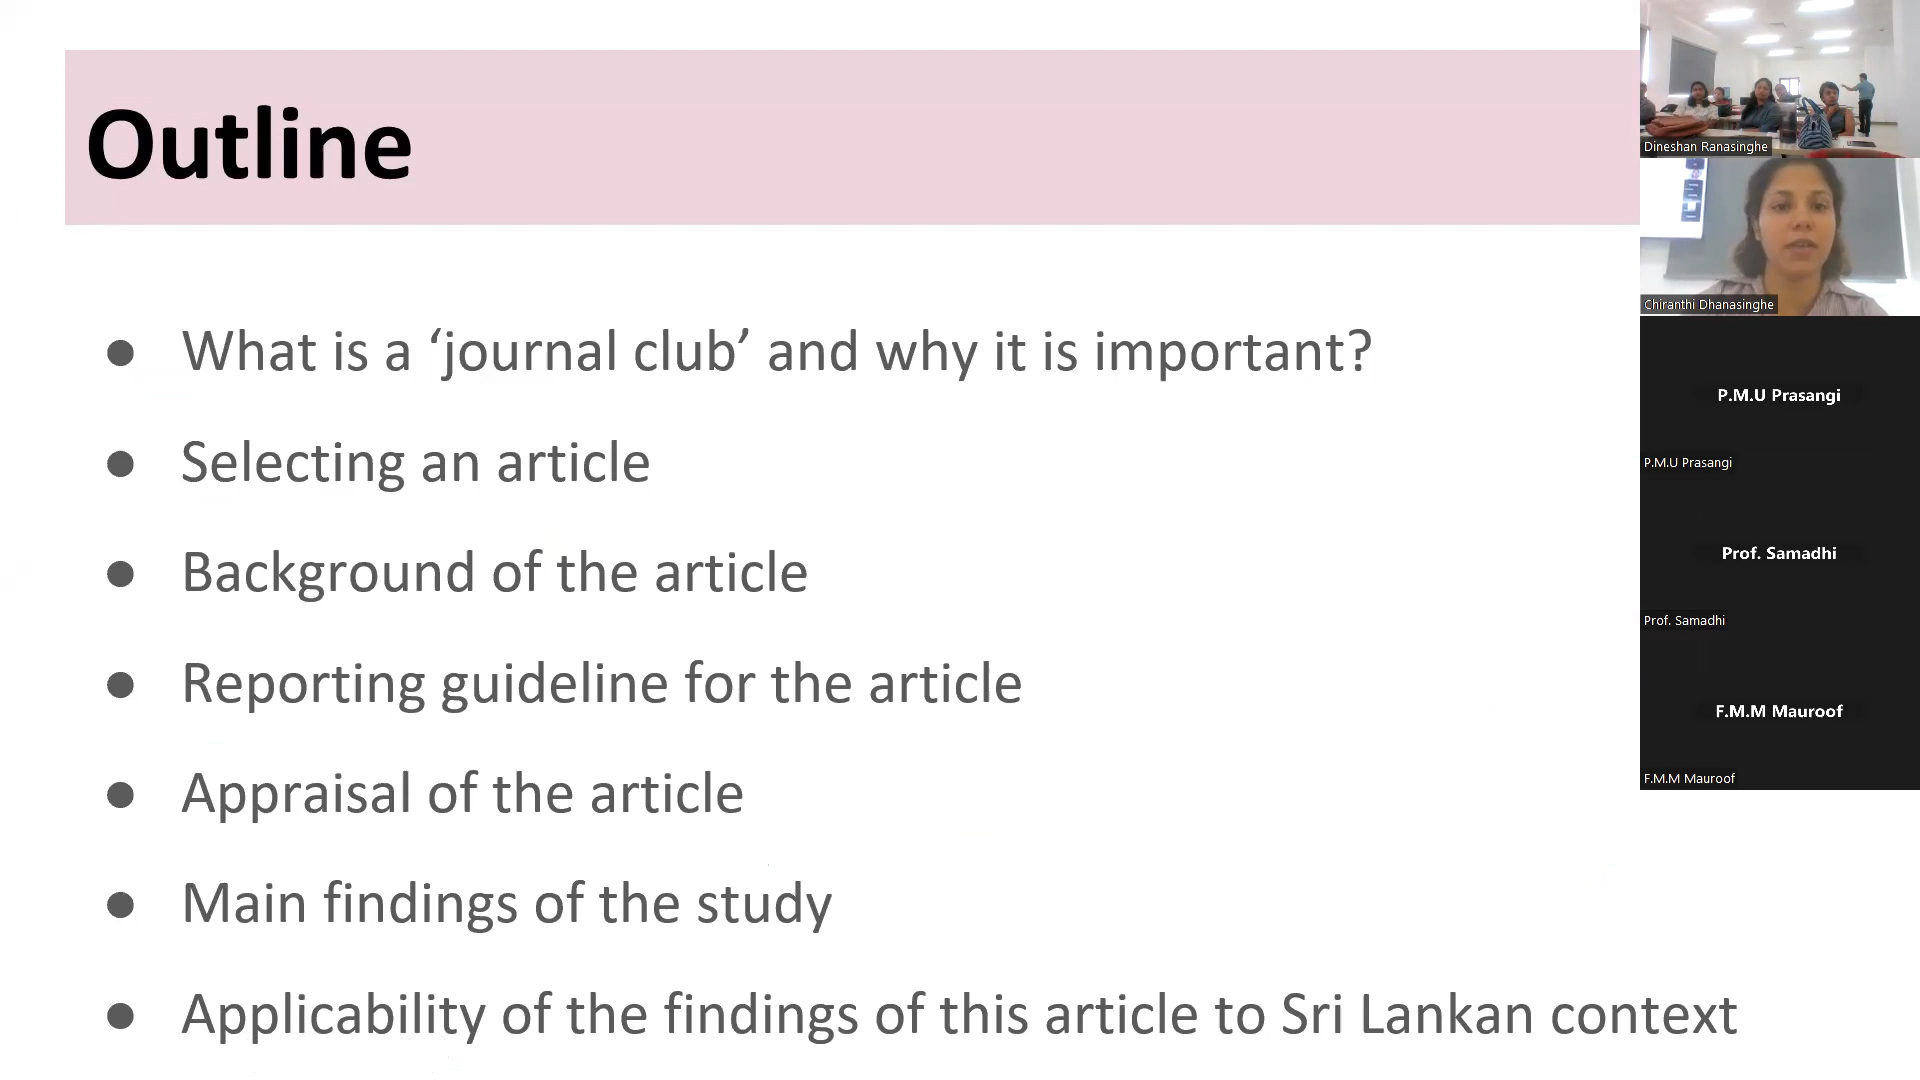 Outline
● What is a ‘journal club’ and why it is important?
● Selecting an article
● Background of the article
● Reporting guideline for the article
● Appraisal of the article
● Main findings of the study
● Applicability of the findings of this article to Sri Lankan context
Dineshan Ranasinghe
Chiranthi Dhanasinghe
P.M.U Prasangi
P.M.U Prasangi
Prof. Samadhi
Prof. Samadhi
F.M.M Mauroof
F.M.M Mauroof